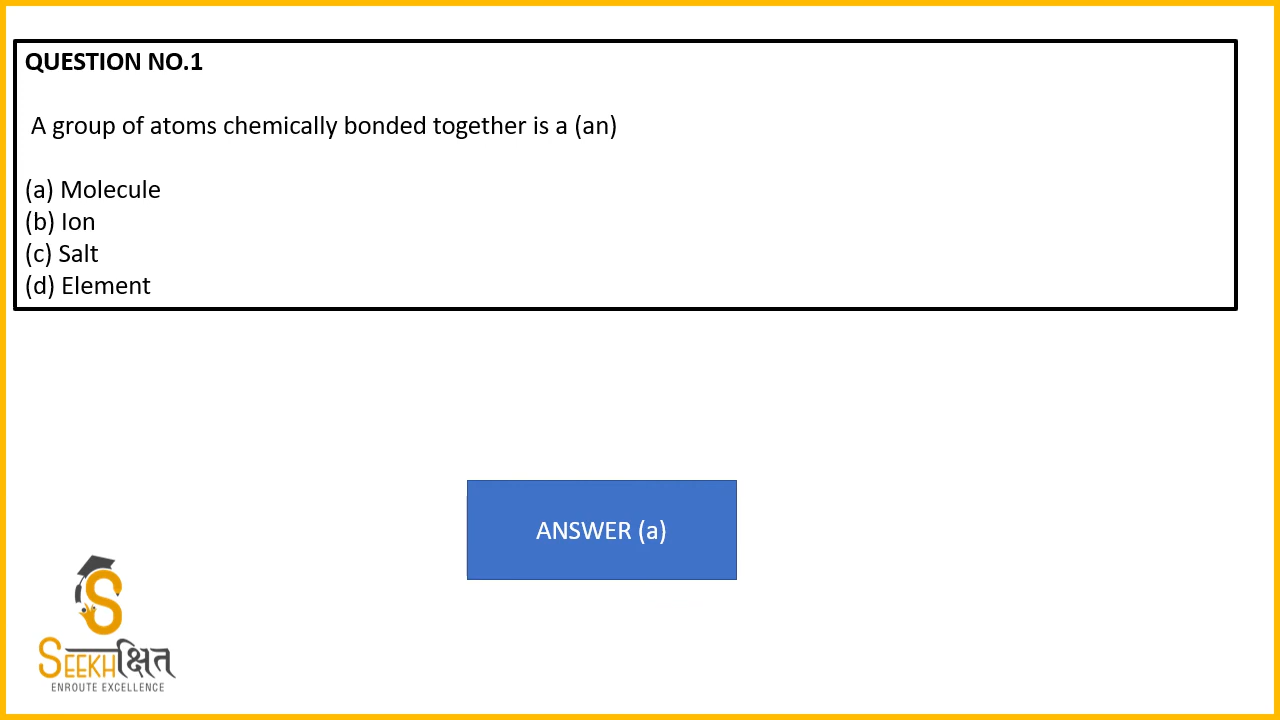 QUESTION NO.1
A group of atoms chemically bonded together is a (an)
(a) Molecule
(b) Ion
(c) Salt
(d) Element
ANSWER (a)
SEEKHक्षित
ENROUTE EXCELLENCE